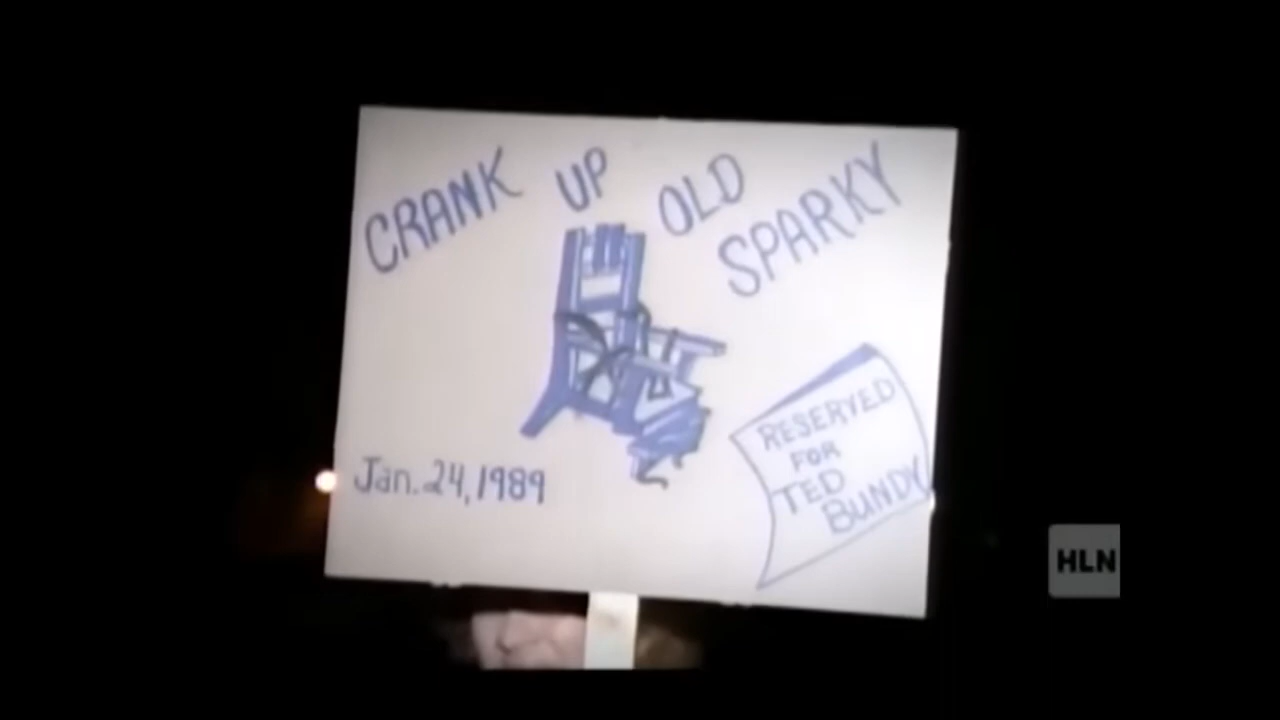 CRANK UP OLD
SPARKY
Jan. 24, 1989
RESERVED
FOR
TED
BUNDY
HLN